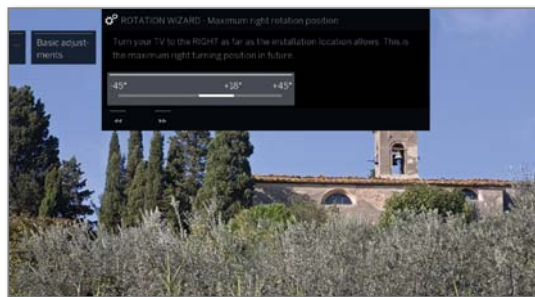 ROTATION WIZARD - Maximum right rotation position
...
Basic adjust-
ments
Turn your TV to the RIGHT as far as the installation location allows. This is
the maximum right turning position in future.
-45° +18° +45°
<< >>